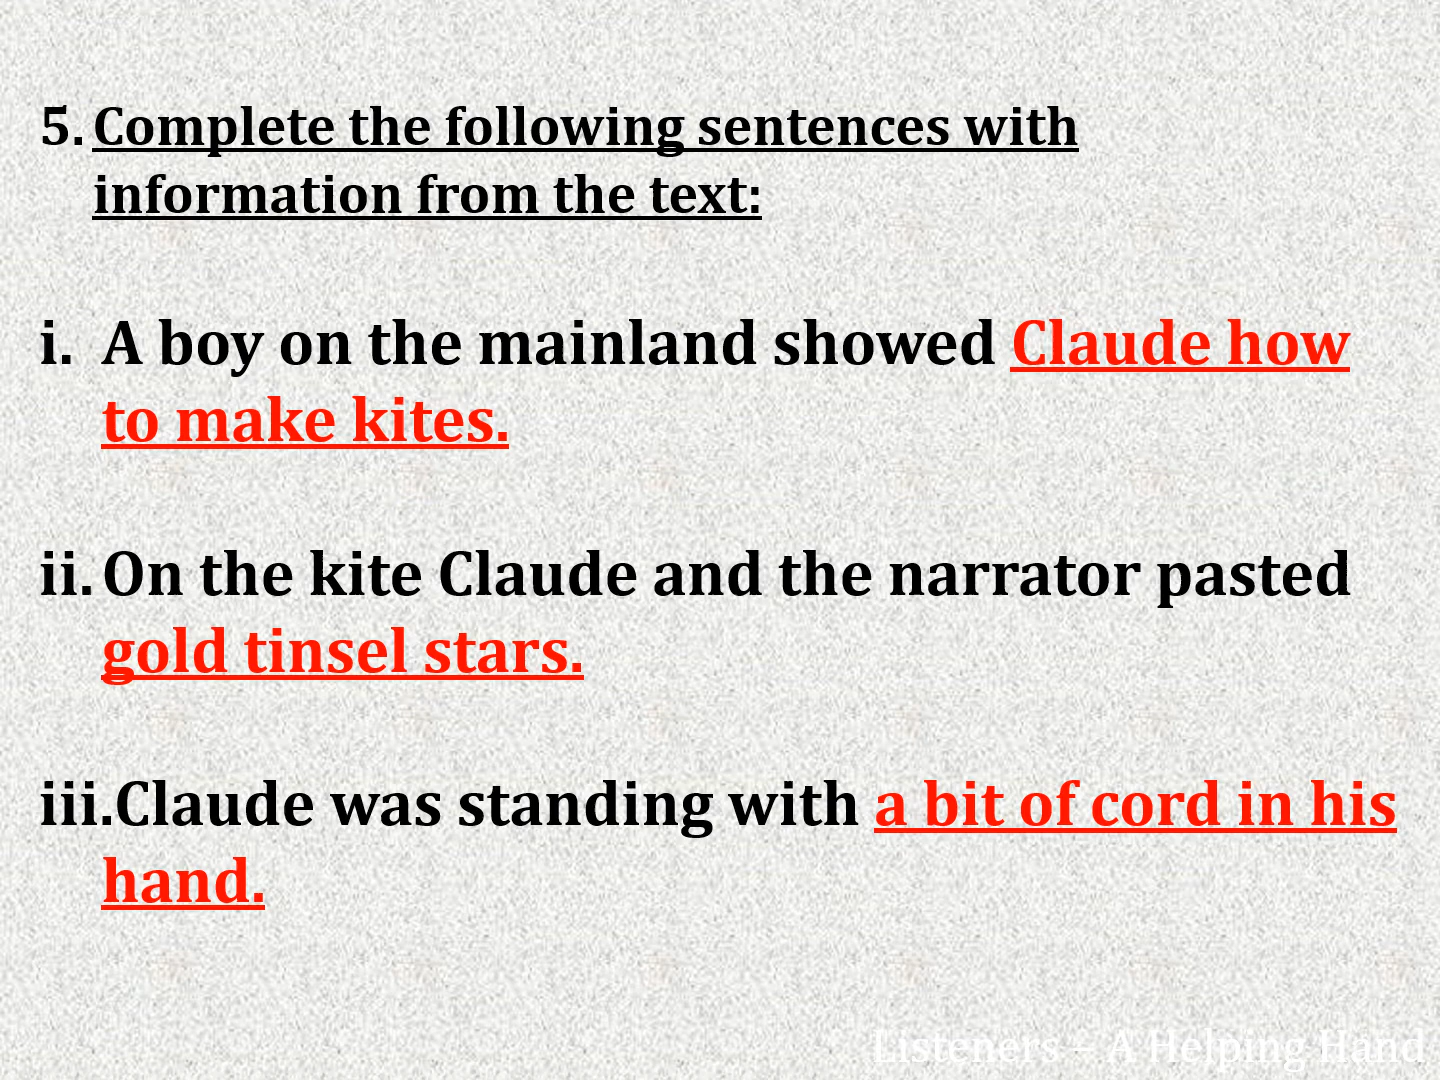 5. Complete the following sentences with
information from the text:
i. A boy on the mainland showed Claude how
to make kites.
ii. On the kite Claude and the narrator pasted
gold tinsel stars.
iii.Claude was standing with a bit of cord in his
hand.
Listeners – A Helping Hand